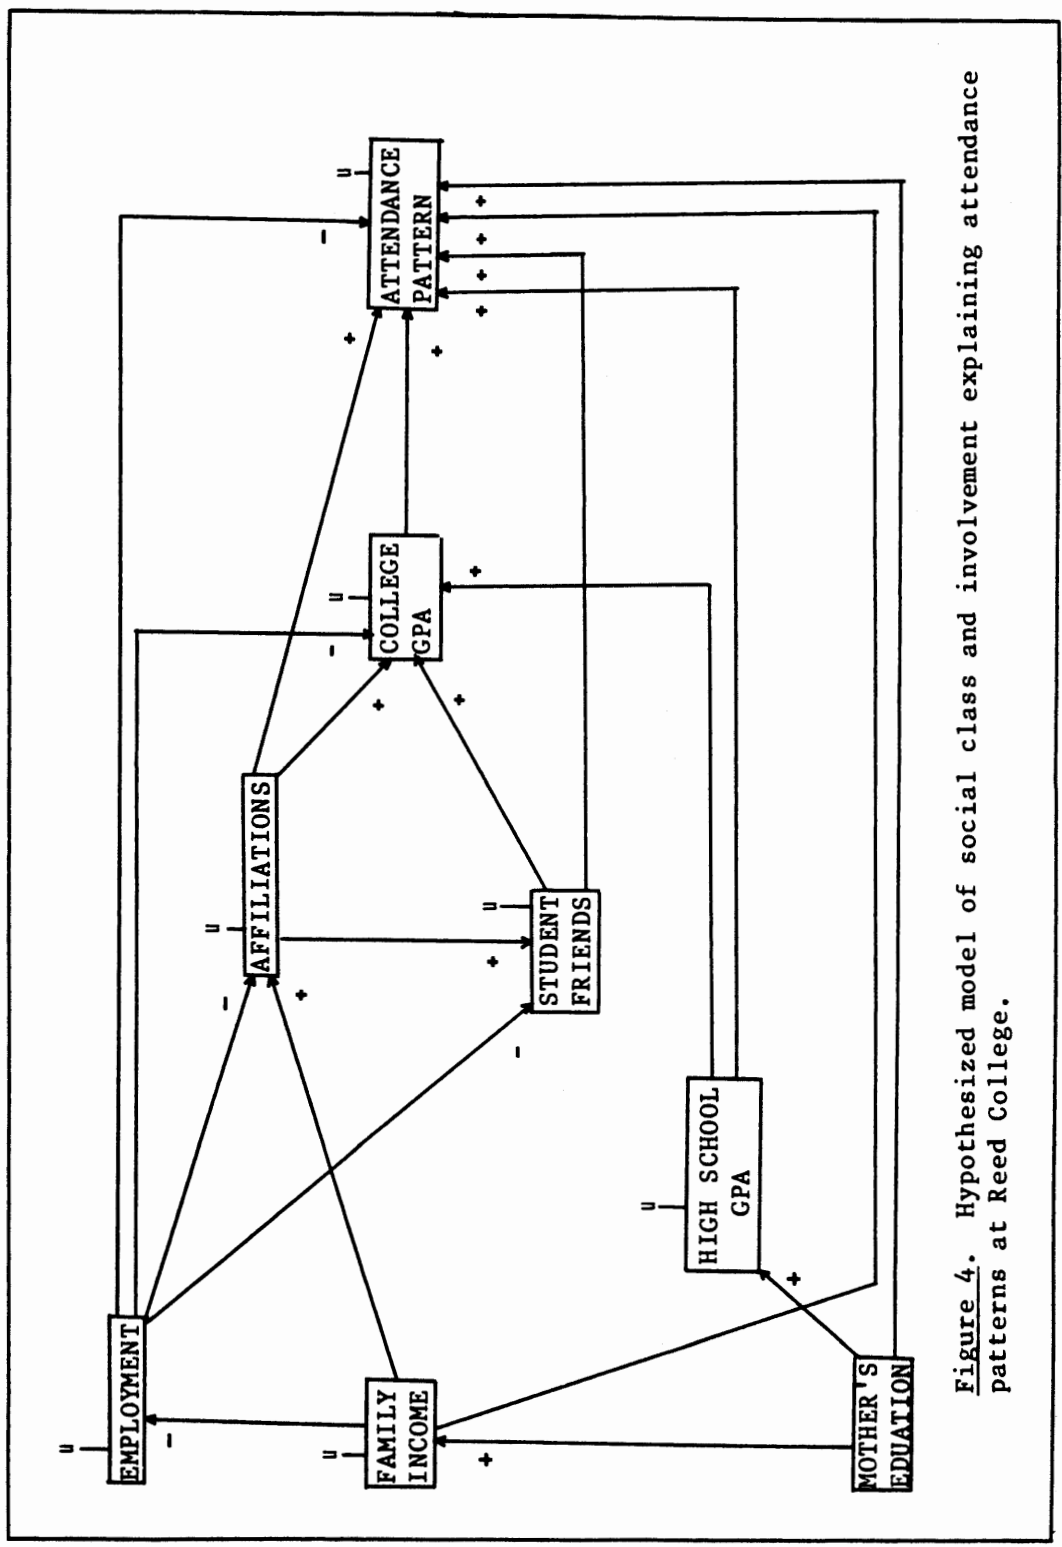 u
EMPLOYMENT
-
u
-
AFFILIATIONS
+
-
u
-
u
u
+
+
FAMILY
INCOME
COLLEGE
GPA
ATTENDANCE
PATTERN
+
+
+
+
+
+
+
+
u
+
-
STUDENT
FRIENDS
u
HIGH SCHOOL
GPA
+
MOTHER'S
EDUATION
Figure 4. Hypothesized model of social class and involvement explaining attendance
patterns at Reed College.